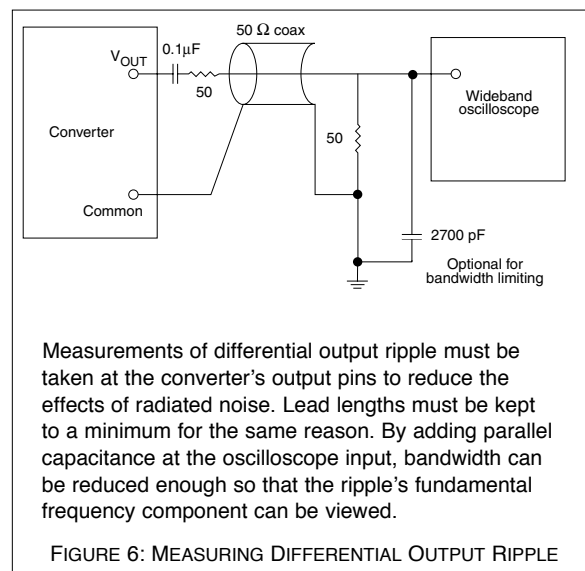 50 Ω coax
0.1μF
VOUT
50
Wideband
oscilloscope
Converter
50
Common
2700 pF
Optional for
bandwidth limiting
Measurements of differential output ripple must be
taken at the converter's output pins to reduce the
effects of radiated noise. Lead lengths must be kept
to a minimum for the same reason. By adding parallel
capacitance at the oscilloscope input, bandwidth can
be reduced enough so that the ripple's fundamental
frequency component can be viewed.
FIGURE 6: MEASURING DIFFERENTIAL OUTPUT RIPPLE